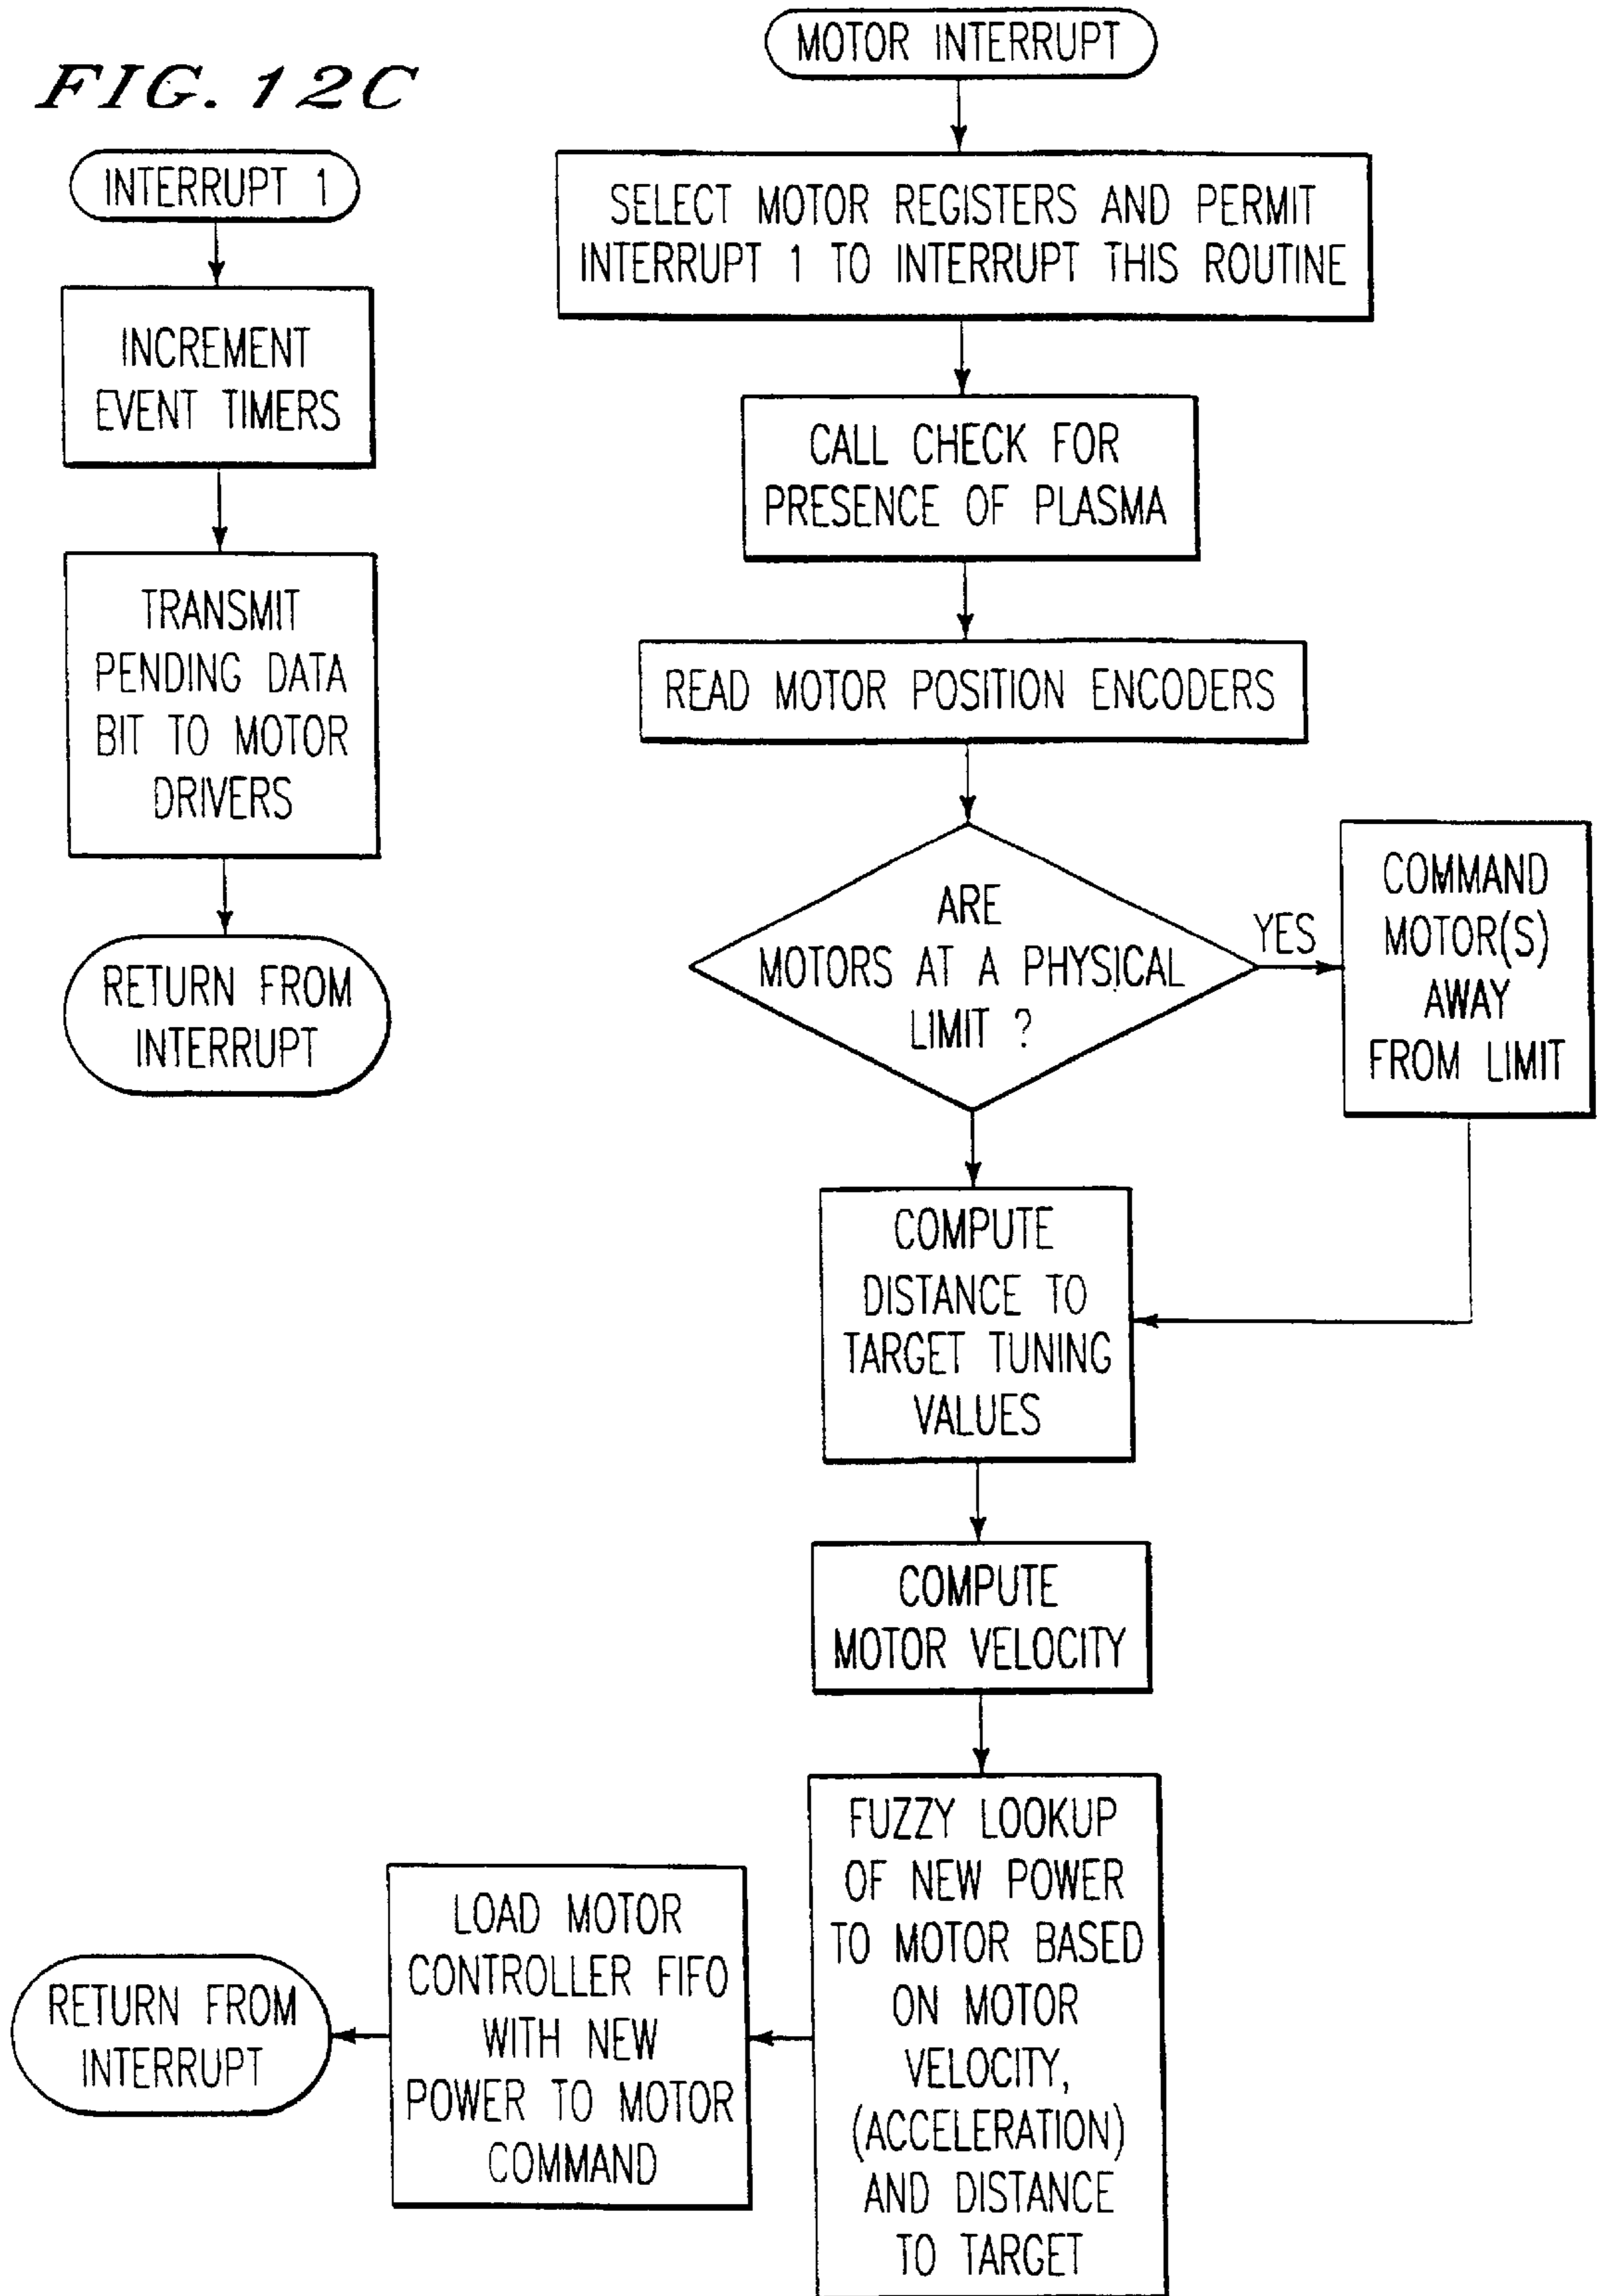 FIG. 12C
INTERRUPT 1
INCREMENT
EVENT TIMERS
TRANSMIT
PENDING DATA
BIT TO MOTOR
DRIVERS
RETURN FROM
INTERRUPT
MOTOR INTERRUPT
SELECT MOTOR REGISTERS AND PERMIT
INTERRUPT 1 TO INTERRUPT THIS ROUTINE
CALL CHECK FOR
PRESENCE OF PLASMA
READ MOTOR POSITION ENCODERS
ARE
MOTORS AT A PHYSICAL
LIMIT ?
YES
COMMAND
MOTOR(S)
AWAY
FROM LIMIT
COMPUTE
DISTANCE TO
TARGET TUNING
VALUES
COMPUTE
MOTOR VELOCITY
FUZZY LOOKUP
OF NEW POWER
TO MOTOR BASED
ON MOTOR
VELOCITY,
(ACCELERATION)
AND DISTANCE
TO TARGET
LOAD MOTOR
CONTROLLER FIFO
WITH NEW
POWER TO MOTOR
COMMAND
RETURN FROM
INTERRUPT